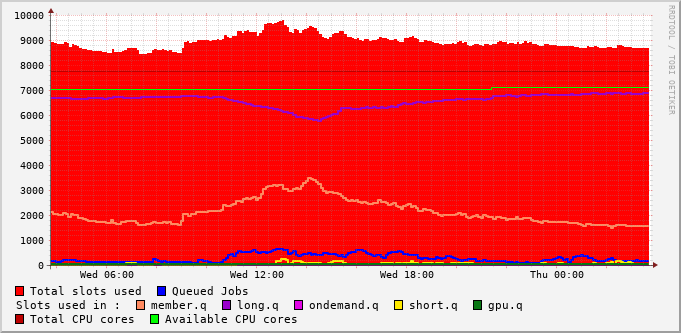 10000
9000
8000
7000
6000
5000
4000
3000
2000
1000
0
Wed 06:00 Wed 12:00 Wed 18:00 Thu 00:00
RRDTOOL / TOBI OETIKER
Total slots used Queued Jobs
Slots used in : member.q long.q ondemand.q short.q gpu.q
Total CPU cores Available CPU cores